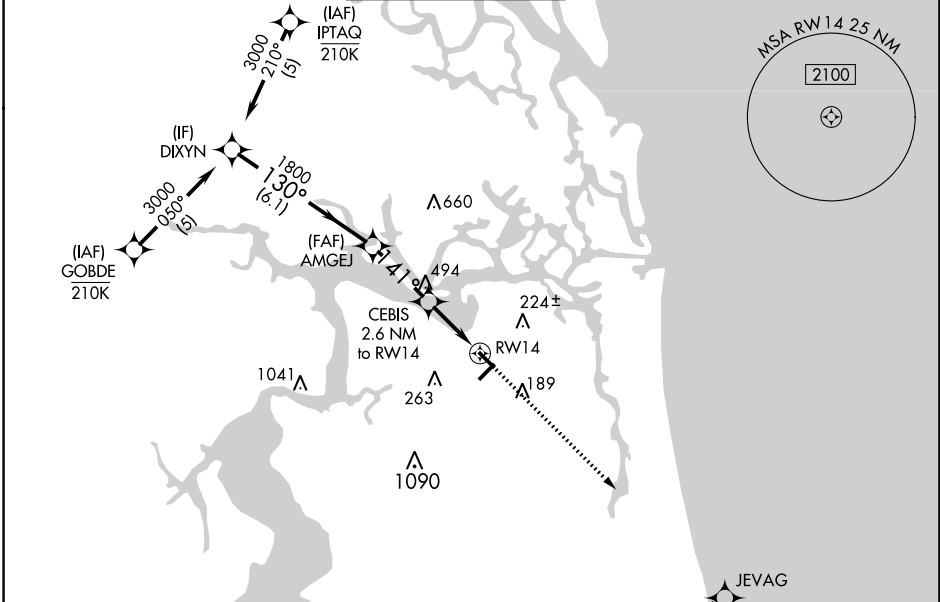 (IAF)
IPTAQ
210K
3000
210°
(5)
MSA RW14 25 NM
2100
(IF)
DIXYN
1800
130°
(6.1)
3000
050°
(5)
(IAF)
GOBDE
210K
660
(FAF)
AMGEJ
141°
494
CEBIS
2.6 NM
to RW14
224±
RW14
1041
263
189
1090
JEVAG